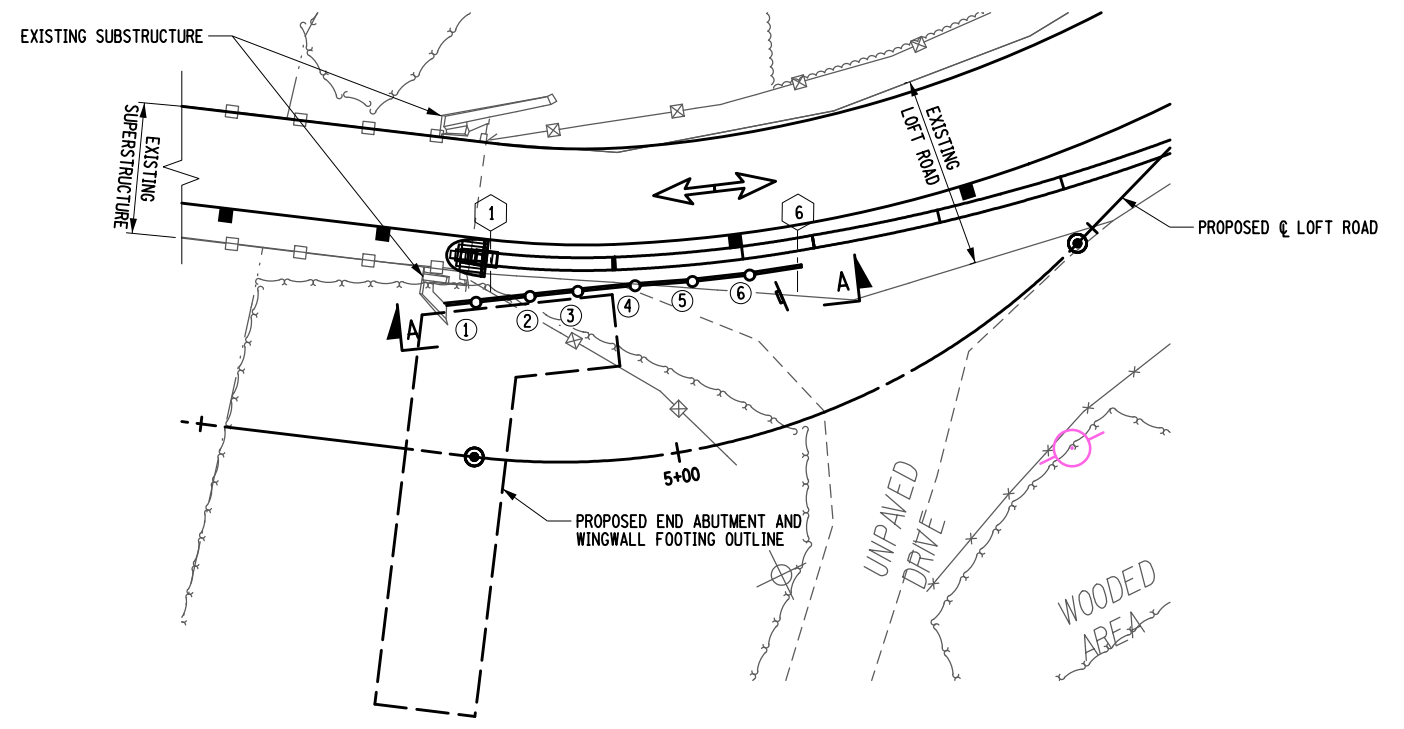 EXISTING SUBSTRUCTURE
EXISTING
SUPERSTRUCTURE
EXISTING
LOFT ROAD
1
6
PROPOSED ℄ LOFT ROAD
A
A
1
2
3
4
5
6
5+00
PROPOSED END ABUTMENT AND
WINGWALL FOOTING OUTLINE
UNPAVED
DRIVE
WOODED
AREA